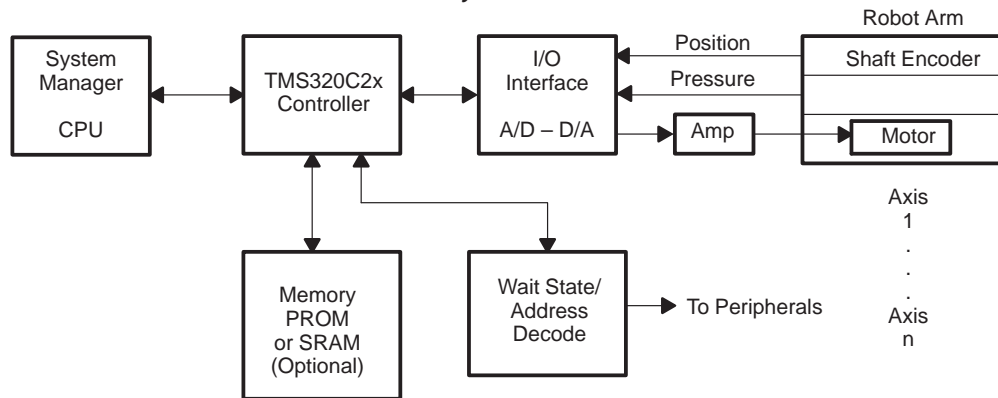 Robot Arm
System
Manager
CPU
TMS320C2x
Controller
I/O
Interface
A/D – D/A
Position
Pressure
Amp
Shaft Encoder
Motor
Axis
1
.
.
.
Axis
n
Memory
PROM
or SRAM
(Optional)
Wait State/
Address
Decode
To Peripherals